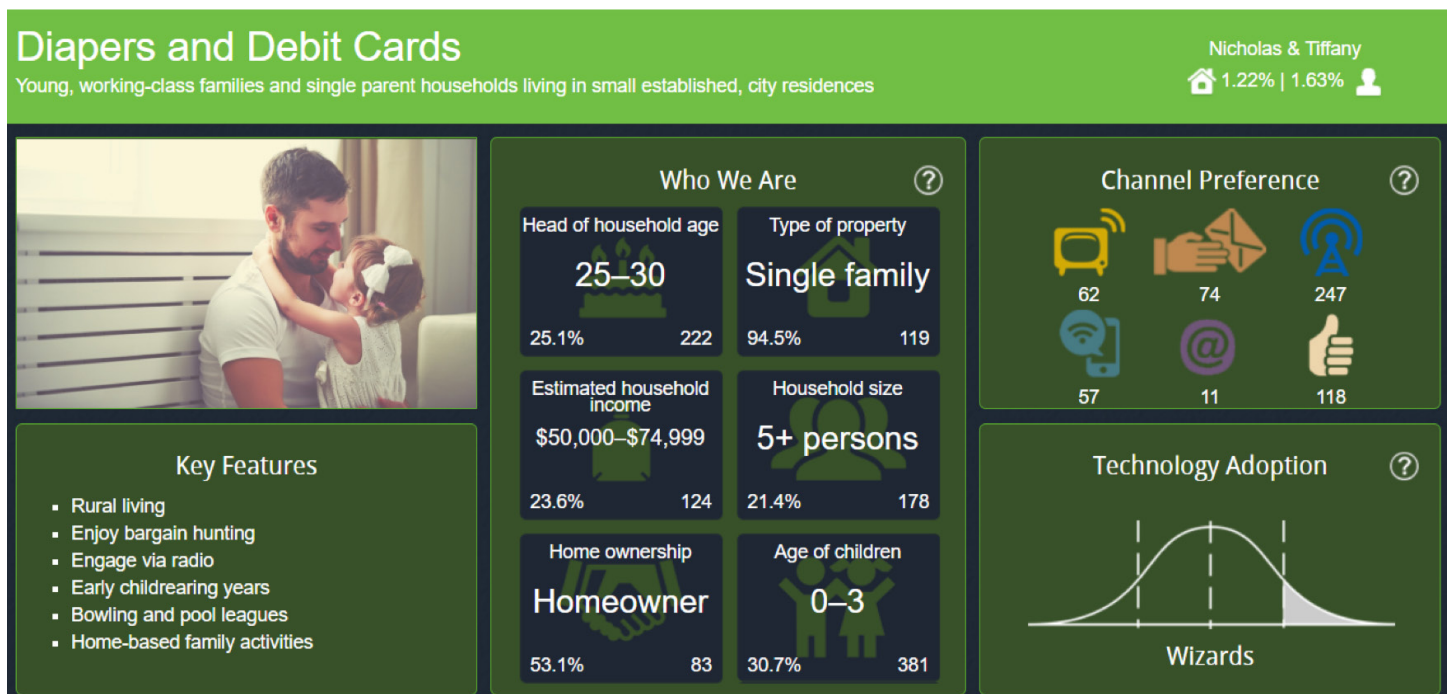 Diapers and Debit Cards
Young, working-class families and single parent households living in small established, city residences
Nicholas & Tiffany
1.22% | 1.63%
Key Features
Rural living
Enjoy bargain hunting
Engage via radio
Early childrearing years
Bowling and pool leagues
Home-based family activities
Who We Are ?
Head of household age
25–30
25.1% 222
Type of property
Single family
94.5% 119
Estimated household
income
$50,000–$74,999
23.6% 124
Household size
5+ persons
21.4% 178
Home ownership
Homeowner
53.1% 83
Age of children
0–3
30.7% 381
Channel Preference ?
62 74 247
@
57 11 118
Technology Adoption ?
Wizards